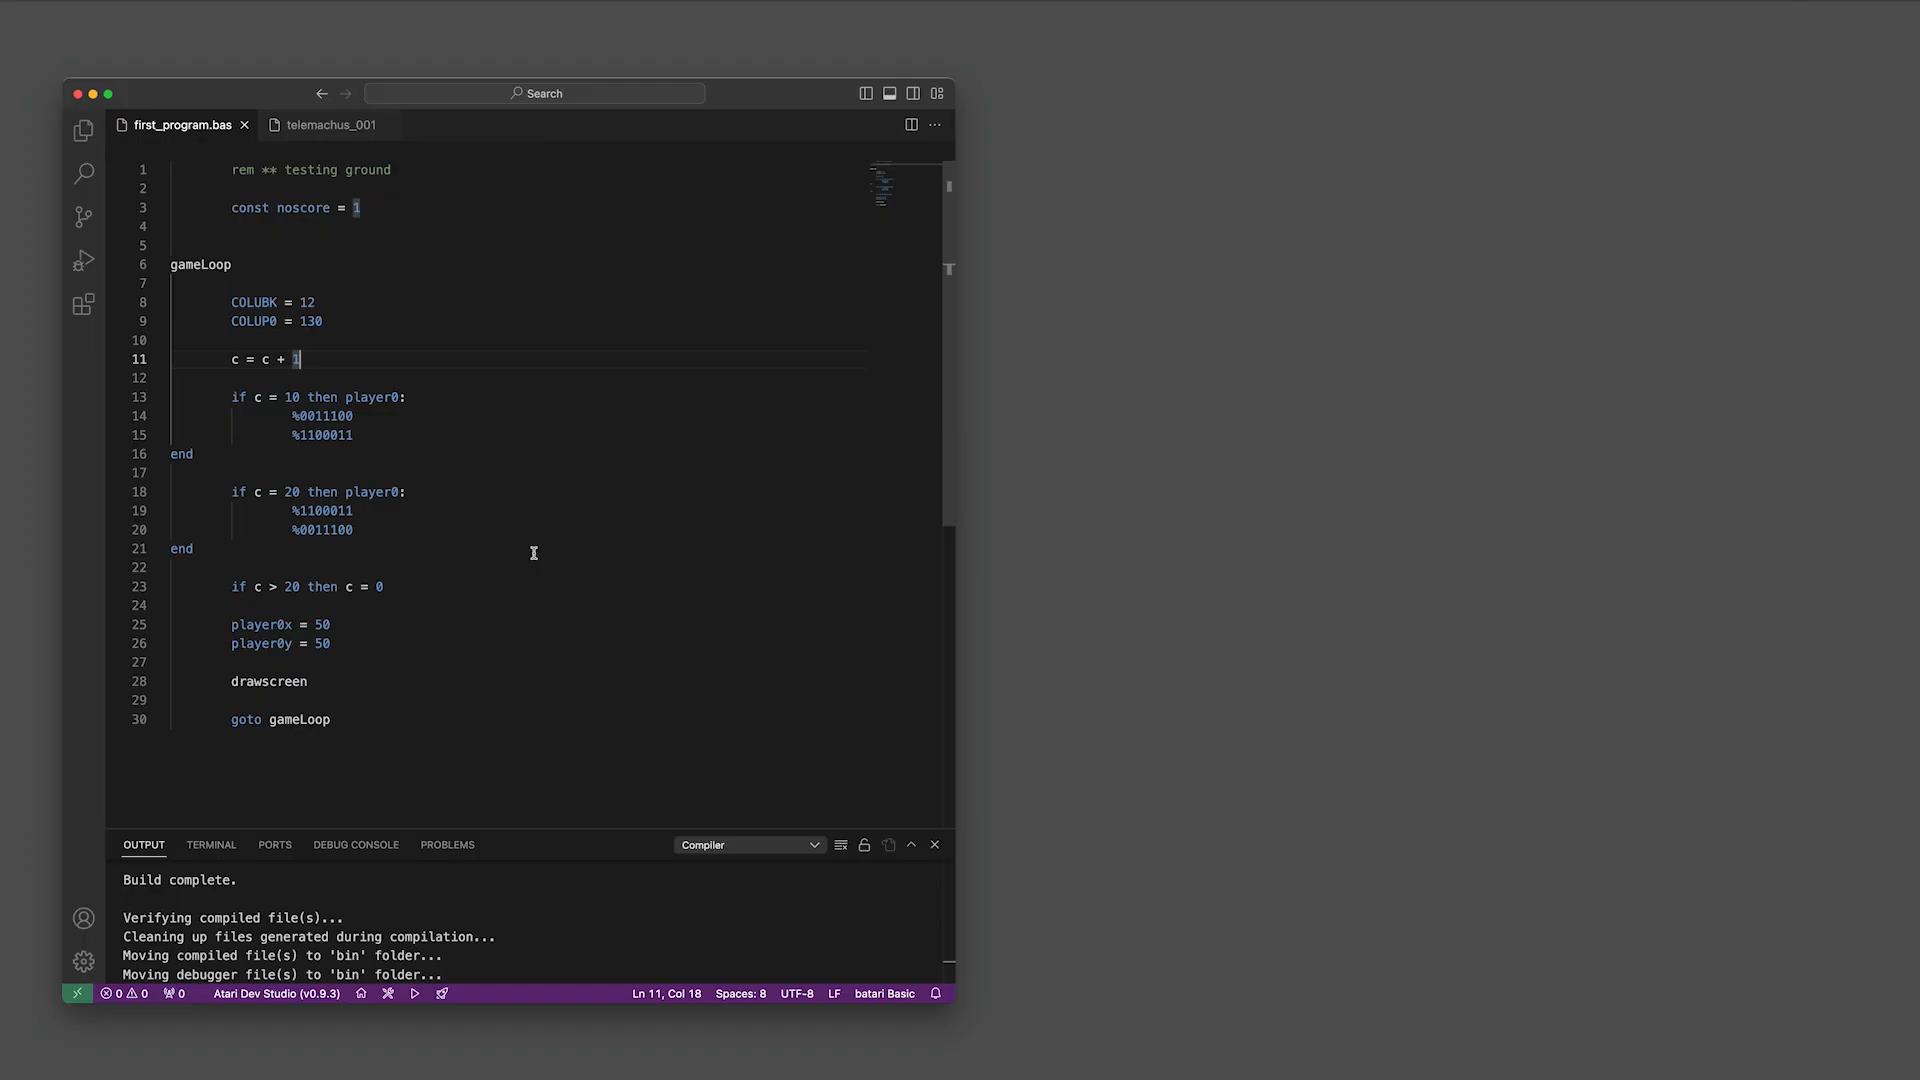 Search
first_program.bas
telemachus_001
1 rem ** testing ground
2
3 const noscore = 1
4
5
6 gameLoop
7
8 COLUBK = 12
9 COLUP0 = 130
10
11 c = c + 1
12
13 if c = 10 then player0:
14 %0011100
15 %1100011
16 end
17
18 if c = 20 then player0:
19 %1100011
20 %0011100
21 end
22
23 if c > 20 then c = 0
24
25 player0x = 50
26 player0y = 50
27
28 drawscreen
29
30 goto gameLoop
OUTPUT TERMINAL PORTS DEBUG CONSOLE PROBLEMS Compiler
Build complete.
Verifying compiled file(s)...
Cleaning up files generated during compilation...
Moving compiled file(s) to 'bin' folder...
Moving debugger file(s) to 'bin' folder...
0 0 0 Atari Dev Studio (v0.9.3) Ln 11, Col 18 Spaces: 8 UTF-8 LF batari Basic